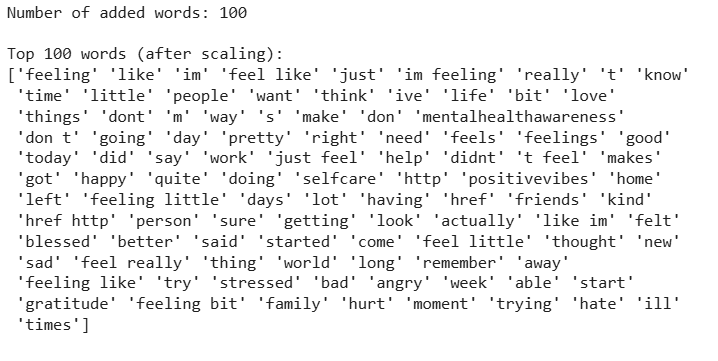 Number of added words: 100
Top 100 words (after scaling):
['feeling' 'like' 'im' 'feel like' 'just' 'im feeling' 'really' 't' 'know'
'time' 'little' 'people' 'want' 'think' 'ive' 'life' 'bit' 'love'
'things' 'dont' 'm' 'way' 's' 'make' 'don' 'mentalhealthawareness'
'don t' 'going' 'day' 'pretty' 'right' 'need' 'feels' 'feelings' 'good'
'today' 'did' 'say' 'work' 'just feel' 'help' 'didnt' 't feel' 'makes'
'got' 'happy' 'quite' 'doing' 'selfcare' 'http' 'positivevibes' 'home'
'left' 'feeling little' 'days' 'lot' 'having' 'href' 'friends' 'kind'
'href http' 'person' 'sure' 'getting' 'look' 'actually' 'like im' 'felt'
'blessed' 'better' 'said' 'started' 'come' 'feel little' 'thought' 'new'
'sad' 'feel really' 'thing' 'world' 'long' 'remember' 'away'
'feeling like' 'try' 'stressed' 'bad' 'angry' 'week' 'able' 'start'
'gratitude' 'feeling bit' 'family' 'hurt' 'moment' 'trying' 'hate' 'ill'
'times']